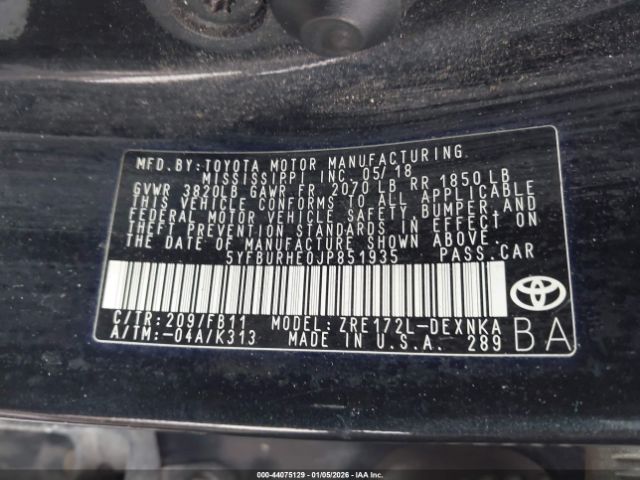 MFD.BY:TOYOTA MOTOR MANUFACTURING
MISSISSIPPI INC.05/18
GVWR 3820LB GAWR FR 2070 LB RR 1850 LB
THIS VEHICLE CONFORMS TO ALL APPLICABLE
FEDERAL MOTOR VEHICLE SAFETY,BUMPER,AND
THEFT PREVENTION STANDARDS IN EFFECT ON
THE DATE OF MANUFACTURE SHOWN ABOVE.
5YFBURHE0JP851935 PASS.CAR
C/TR:209/FB11 MODEL:ZRE172L-DEXNKA
A/TM:-04A/K313 MADE IN U.S.A. 289
BA
000-44075129 - 01/05/2026 - IAA Inc.